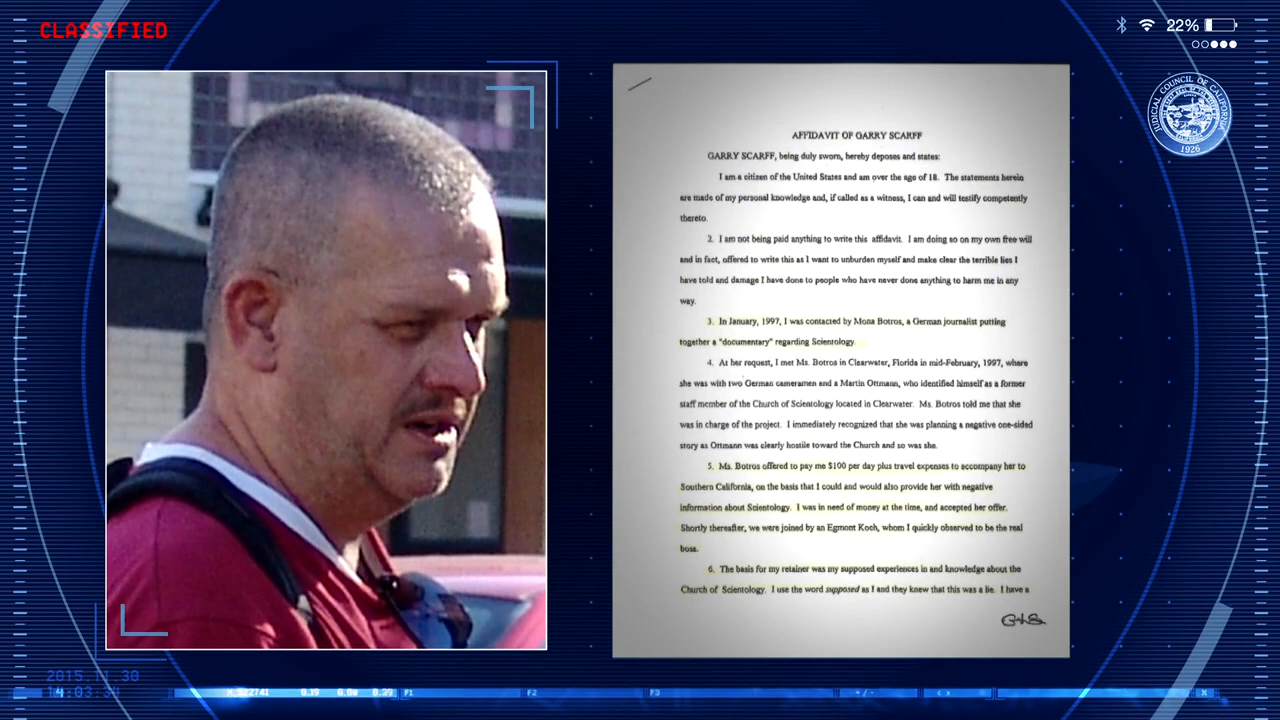 CLASSIFIED
22%
JUDICIAL COUNCIL OF CALIFORNIA
1926
AFFIDAVIT OF GARRY SCARFF
GARRY SCARFF, being duly sworn, hereby deposes and states:
I am a citizen of the United States and am over the age of 18. The statements herein
are made of my personal knowledge and, if called as a witness, I can and will testify competently
thereto.
2. I am not being paid anything to write this affidavit. I am doing so on my own free will
and in fact, offered to write this as I want to unburden myself and make clear the terrible lies I
have told and damage I have done to people who have never done anything to harm me in any
way.
3. In January, 1997, I was contacted by Mona Botros, a German journalist putting
together a "documentary" regarding Scientology.
4. At her request, I met Ms. Botros in Clearwater, Florida in mid-February, 1997, where
she was with two German cameramen and a Martin Ottmann, who identified himself as a former
staff member of the Church of Scientology located in Clearwater. Ms. Botros told me that she
was in charge of the project. I immediately recognized that she was planning a negative one-sided
story as Ottmann was clearly hostile toward the Church and so was she.
Ms. Botros offered to pay me $100 per day plus travel expenses to accompany her to
Southern California, on the basis that I could and would also provide her with negative
information about Scientology. I was in need of money at the time, and accepted her offer.
Shortly thereafter, we were joined by an Egmont Koch, whom I quickly observed to be the real
boss.
6. The basis for my retainer was my supposed experiences in and knowledge about the
Church of Scientology. I use the word supposed as I and they knew that this was a lie. I have a
2015.11.30
0.19 0.60 0.39 F1 F2 F3 +/- < > x